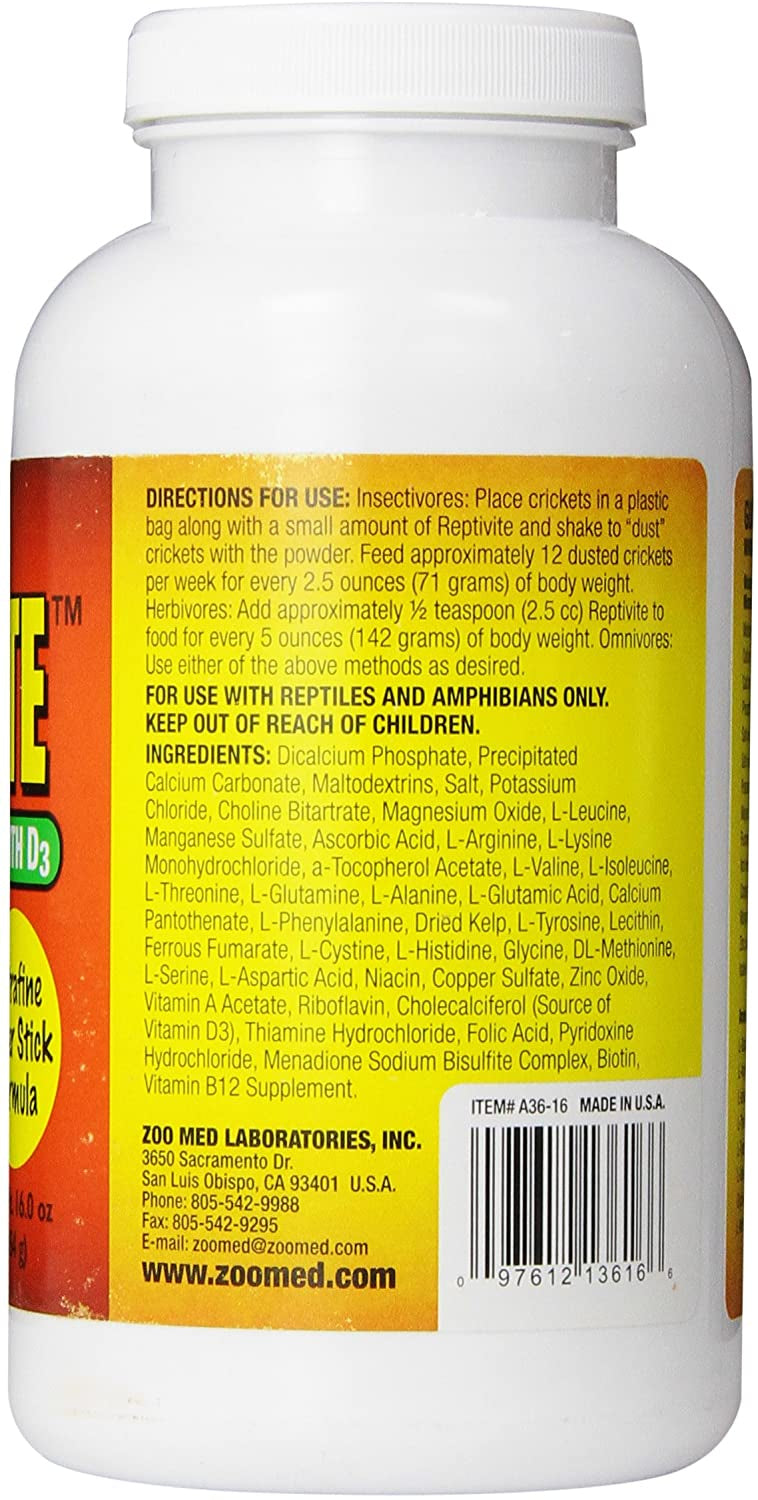 DIRECTIONS FOR USE: Insectivores: Place crickets in a plastic
bag along with a small amount of Reptivite and shake to “dust”
crickets with the powder. Feed approximately 12 dusted crickets
per week for every 2.5 ounces (71 grams) of body weight.
Herbivores: Add approximately ½ teaspoon (2.5 cc) Reptivite to
food for every 5 ounces (142 grams) of body weight. Omnivores:
Use either of the above methods as desired.
FOR USE WITH REPTILES AND AMPHIBIANS ONLY.
KEEP OUT OF REACH OF CHILDREN.
INGREDIENTS: Dicalcium Phosphate, Precipitated
Calcium Carbonate, Maltodextrins, Salt, Potassium
Chloride, Choline Bitartrate, Magnesium Oxide, L-Leucine,
Manganese Sulfate, Ascorbic Acid, L-Arginine, L-Lysine
Monohydrochloride, a-Tocopherol Acetate, L-Valine, L-Isoleucine,
L-Threonine, L-Glutamine, L-Alanine, L-Glutamic Acid, Calcium
Pantothenate, L-Phenylalanine, Dried Kelp, L-Tyrosine, Lecithin,
Ferrous Fumarate, L-Cystine, L-Histidine, Glycine, DL-Methionine,
L-Serine, L-Aspartic Acid, Niacin, Copper Sulfate, Zinc Oxide,
Vitamin A Acetate, Riboflavin, Cholecalciferol (Source of
Vitamin D3), Thiamine Hydrochloride, Folic Acid, Pyridoxine
Hydrochloride, Menadione Sodium Bisulfite Complex, Biotin,
Vitamin B12 Supplement.
ZOO MED LABORATORIES, INC.
3650 Sacramento Dr.
San Luis Obispo, CA 93401 U.S.A.
Phone: 805-542-9988
Fax: 805-542-9295
E-mail: zoomed@zoomed.com
www.zoomed.com
ITEM# A36-16 MADE IN U.S.A.
0 97612 13616 6
TE™
TH D3
rafine
r Stick
rmula
16.0 oz
4 g)